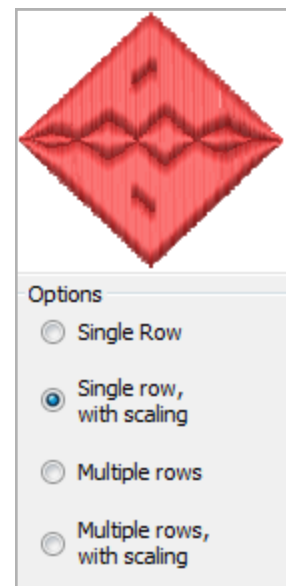 Options
Single Row
Single row,
with scaling
Multiple rows
Multiple rows,
with scaling